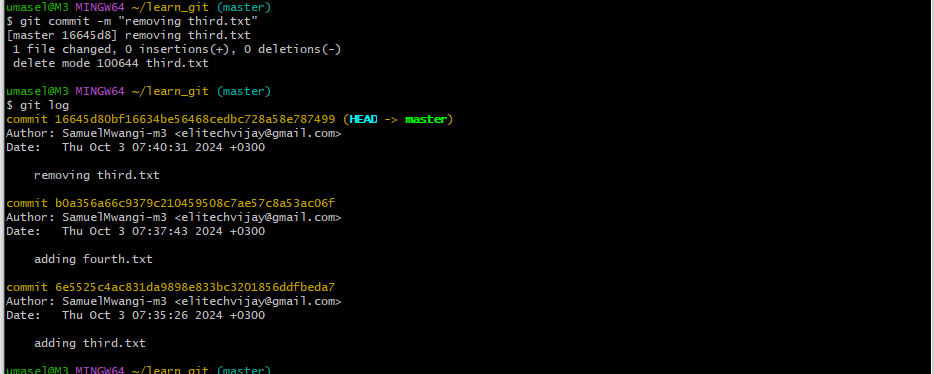 umasel@M3 MINGW64 ~/learn_git (master)
$ git commit -m "removing third.txt"
[master 16645d8] removing third.txt
 1 file changed, 0 insertions(+), 0 deletions(-)
 delete mode 100644 third.txt

umasel@M3 MINGW64 ~/learn_git (master)
$ git log
commit 16645d80bf16634be56468cedbc728a58e787499 (HEAD -> master)
Author: SamuelMwangi-m3 <elitechvijay@gmail.com>
Date:   Thu Oct 3 07:40:31 2024 +0300

    removing third.txt

commit b0a356a66c9379c210459508c7ae57c8a53ac06f
Author: SamuelMwangi-m3 <elitechvijay@gmail.com>
Date:   Thu Oct 3 07:37:43 2024 +0300

    adding fourth.txt

commit 6e5525c4ac831da9898e833bc3201856ddfbeda7
Author: SamuelMwangi-m3 <elitechvijay@gmail.com>
Date:   Thu Oct 3 07:35:26 2024 +0300

    adding third.txt

umasel@M3 MINGW64 ~/learn_git (master)